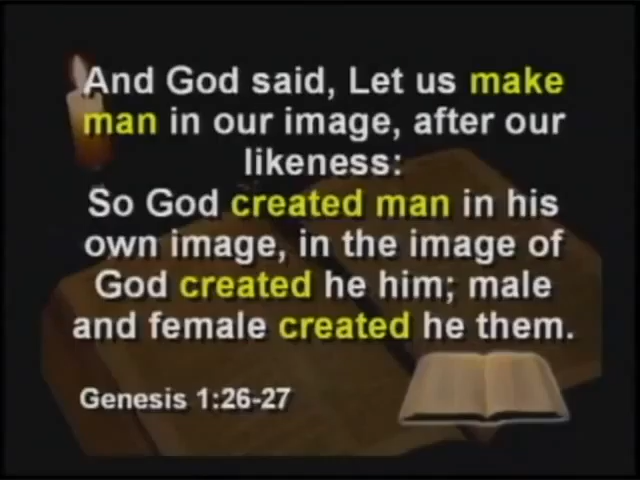 And God said, Let us make
man in our image, after our
likeness:
So God created man in his
own image, in the image of
God created he him; male
and female created he them.
Genesis 1:26-27